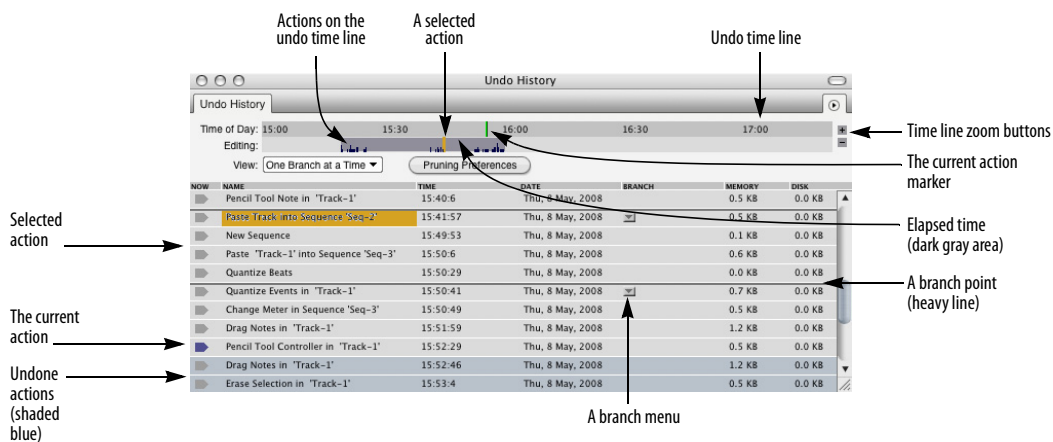 Actions on the
undo time line
A selected
action
Undo time line
Undo History
Undo History
Time of Day: 15:00 15:30 16:00 16:30 17:00
Editing:
Time line zoom buttons
View: One Branch at a Time Pruning Preferences
The current action
marker
NOW NAME TIME DATE BRANCH MEMORY DISK
Pencil Tool Note in 'Track-1' 15:40:6 Thu, 8 May, 2008 0.5 KB 0.0 KB
Selected
action
Paste Track into Sequence 'Seq-2' 15:41:57 Thu, 8 May, 2008 0.5 KB 0.0 KB
Elapsed time
(dark gray area)
New Sequence 15:49:53 Thu, 8 May, 2008 0.1 KB 0.0 KB
Paste 'Track-1' into Sequence 'Seq-3' 15:50:6 Thu, 8 May, 2008 0.6 KB 0.0 KB
Quantize Beats 15:50:29 Thu, 8 May, 2008 0.0 KB 0.0 KB
A branch point
(heavy line)
Quantize Events in 'Track-1' 15:50:41 Thu, 8 May, 2008 0.7 KB 0.0 KB
Change Meter in Sequence 'Seq-3' 15:50:49 Thu, 8 May, 2008 0.5 KB 0.0 KB
The current
action
Drag Notes in 'Track-1' 15:51:59 Thu, 8 May, 2008 1.2 KB 0.0 KB
Pencil Tool Controller in 'Track-1' 15:52:29 Thu, 8 May, 2008 0.5 KB 0.0 KB
Undone
actions
(shaded
blue)
Drag Notes in 'Track-1' 15:52:46 Thu, 8 May, 2008 1.2 KB 0.0 KB
Erase Selection in 'Track-1' 15:53:4 Thu, 8 May, 2008 0.5 KB 0.0 KB
A branch menu